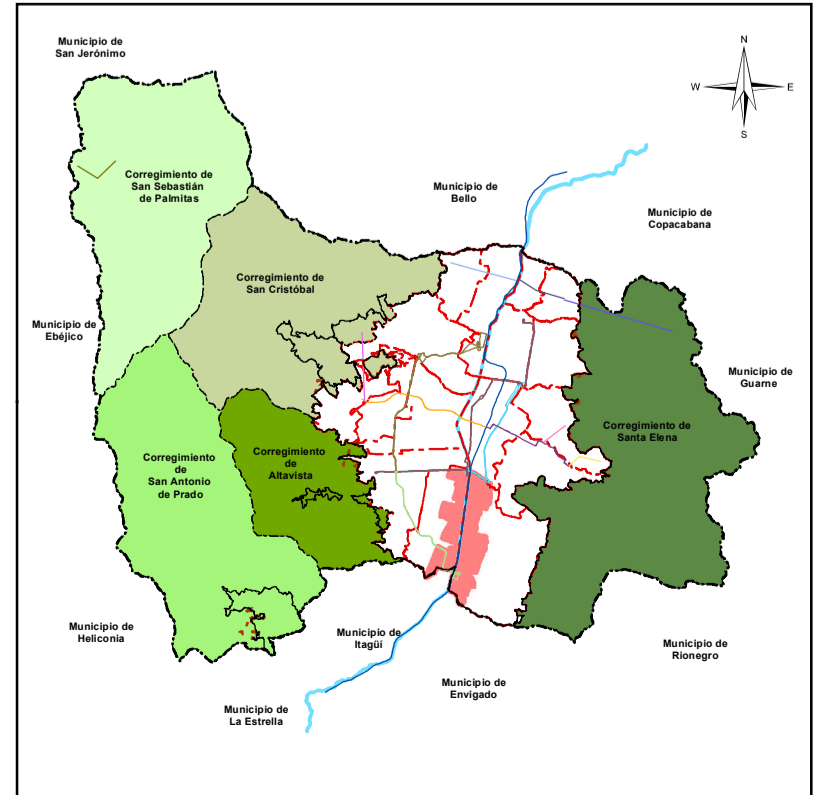 Municipio de
San Jerónimo
N
W
E
S
Corregimiento de
San Sebastián
de Palmitas
Municipio de
Bello
Municipio de
Copacabana
Corregimiento de
San Cristóbal
Municipio de
Ebéjico
Municipio de
Guarne
Corregimiento de
Santa Elena
Corregimiento
de
Altavista
Corregimiento
de
San Antonio
de Prado
Municipio de
Heliconia
Municipio de
Itagüí
Municipio de
Rionegro
Municipio de
Envigado
Municipio de
La Estrella